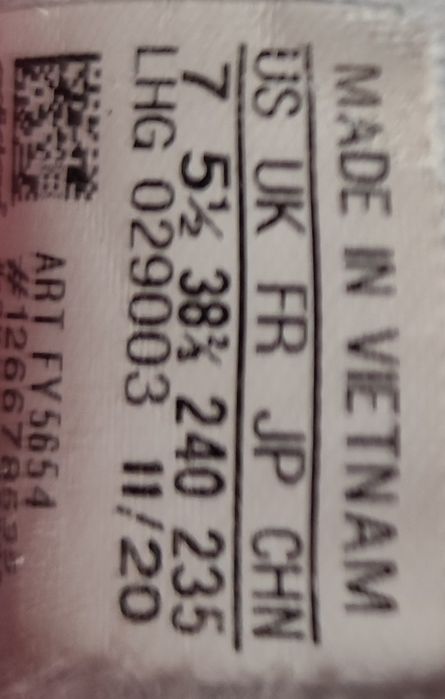 MADE IN VIETNAM
US UK FR JP CHN
7 5½ 38⅔ 240 235
LHG 029003 11/20
ART FY5654